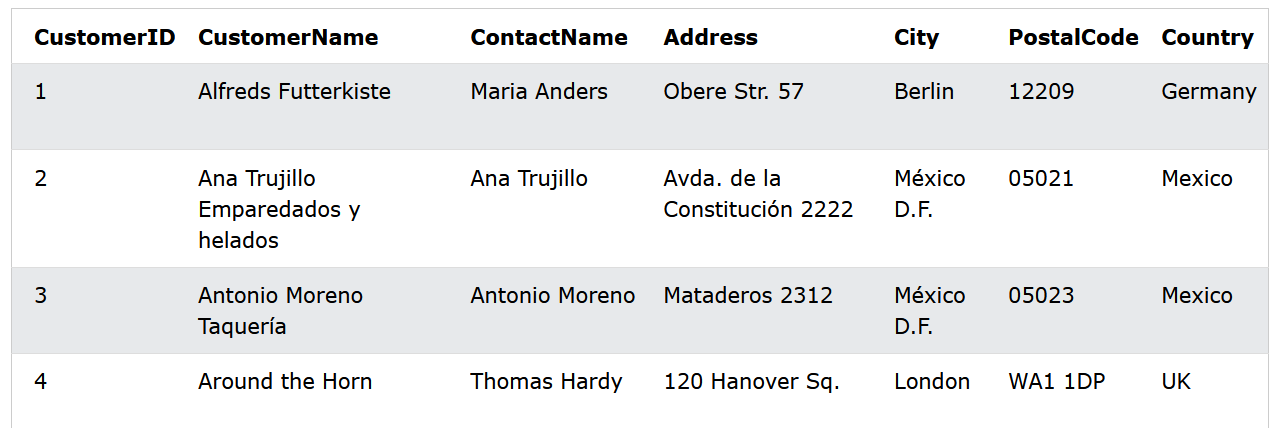 CustomerID CustomerName ContactName Address City PostalCode Country
1 Alfreds Futterkiste Maria Anders Obere Str. 57 Berlin 12209 Germany
2 Ana Trujillo Ana Trujillo Avda. de la México 05021 Mexico
Emparedados y Constitución 2222 D.F.
helados
3 Antonio Moreno Antonio Moreno Mataderos 2312 México 05023 Mexico
Taquería D.F.
4 Around the Horn Thomas Hardy 120 Hanover Sq. London WA1 1DP UK